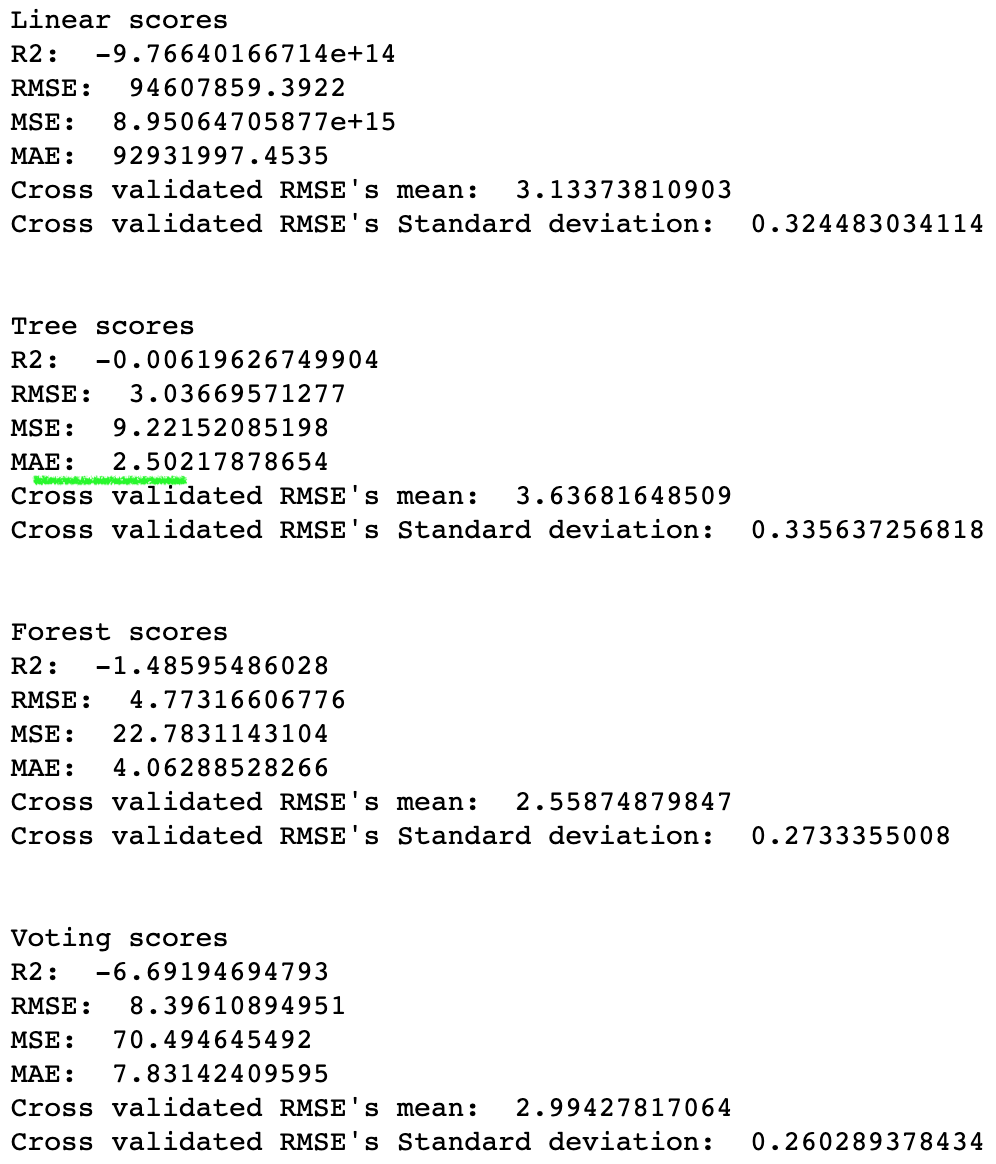 Linear scores
R2:  -9.76640166714e+14
RMSE:  94607859.3922
MSE:  8.95064705877e+15
MAE:  92931997.4535
Cross validated RMSE's mean:  3.13373810903
Cross validated RMSE's Standard deviation:  0.324483034114
Tree scores
R2:  -0.00619626749904
RMSE:  3.03669571277
MSE:  9.22152085198
MAE:  2.50217878654
Cross validated RMSE's mean:  3.63681648509
Cross validated RMSE's Standard deviation:  0.335637256818
Forest scores
R2:  -1.48595486028
RMSE:  4.77316606776
MSE:  22.7831143104
MAE:  4.06288528266
Cross validated RMSE's mean:  2.55874879847
Cross validated RMSE's Standard deviation:  0.2733355008
Voting scores
R2:  -6.69194694793
RMSE:  8.39610894951
MSE:  70.494645492
MAE:  7.83142409595
Cross validated RMSE's mean:  2.99427817064
Cross validated RMSE's Standard deviation:  0.260289378434